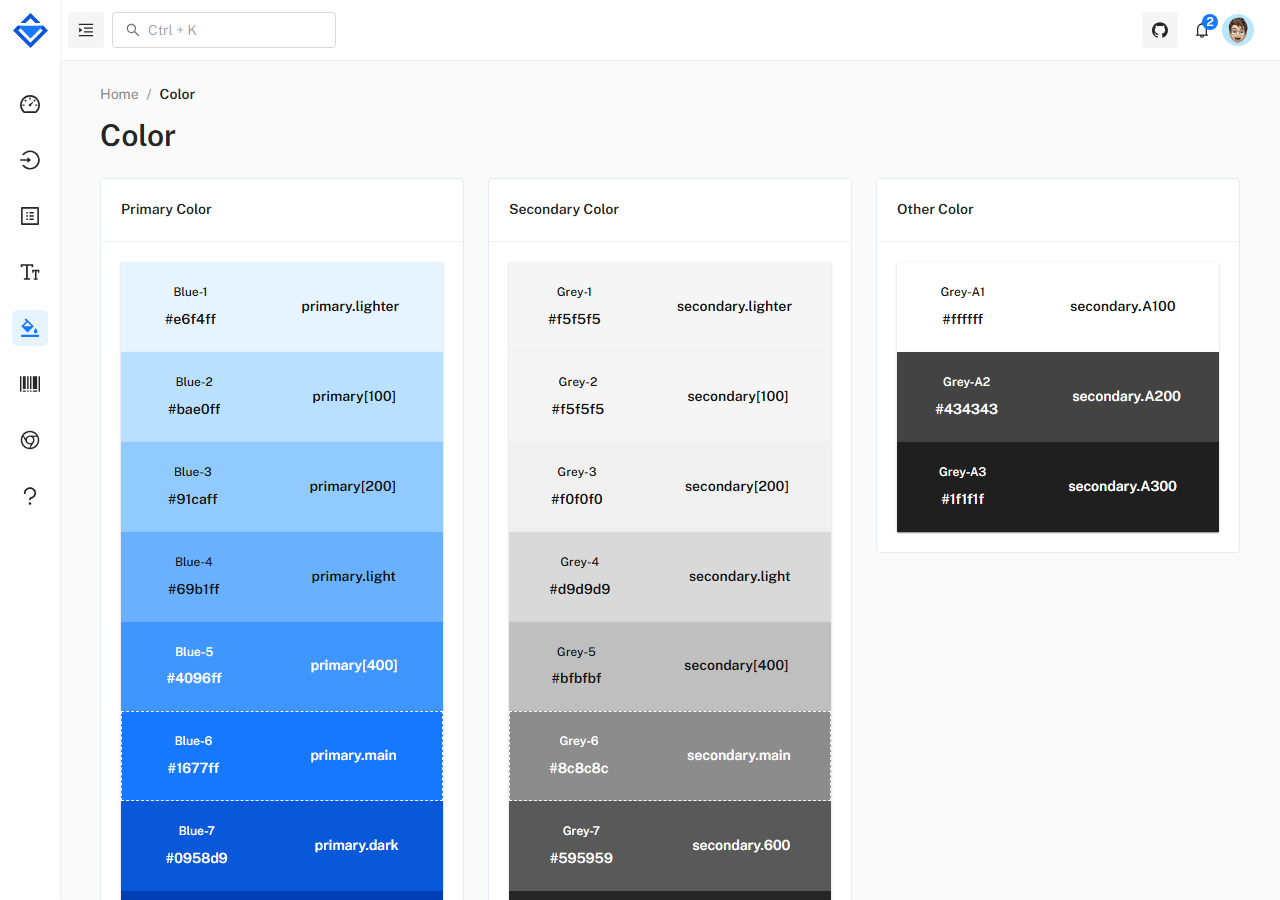 Ctrl + K
2
Home / Color
Color
Primary Color
Blue-1
#e6f4ff
primary.lighter
Blue-2
#bae0ff
primary[100]
Blue-3
#91caff
primary[200]
Blue-4
#69b1ff
primary.light
Blue-5
#4096ff
primary[400]
Blue-6
#1677ff
primary.main
Blue-7
#0958d9
primary.dark
Secondary Color
Grey-1
#f5f5f5
secondary.lighter
Grey-2
#f5f5f5
secondary[100]
Grey-3
#f0f0f0
secondary[200]
Grey-4
#d9d9d9
secondary.light
Grey-5
#bfbfbf
secondary[400]
Grey-6
#8c8c8c
secondary.main
Grey-7
#595959
secondary.600
Other Color
Grey-A1
#ffffff
secondary.A100
Grey-A2
#434343
secondary.A200
Grey-A3
#1f1f1f
secondary.A300